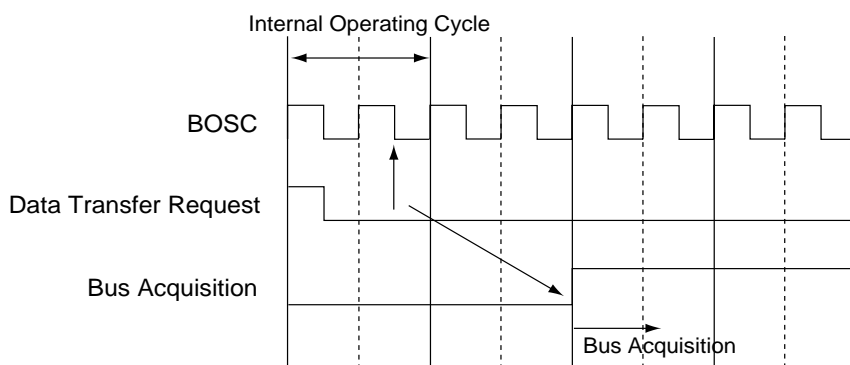 Internal Operating Cycle
BOSC
Data Transfer Request
Bus Acquisition
Bus Acquisition